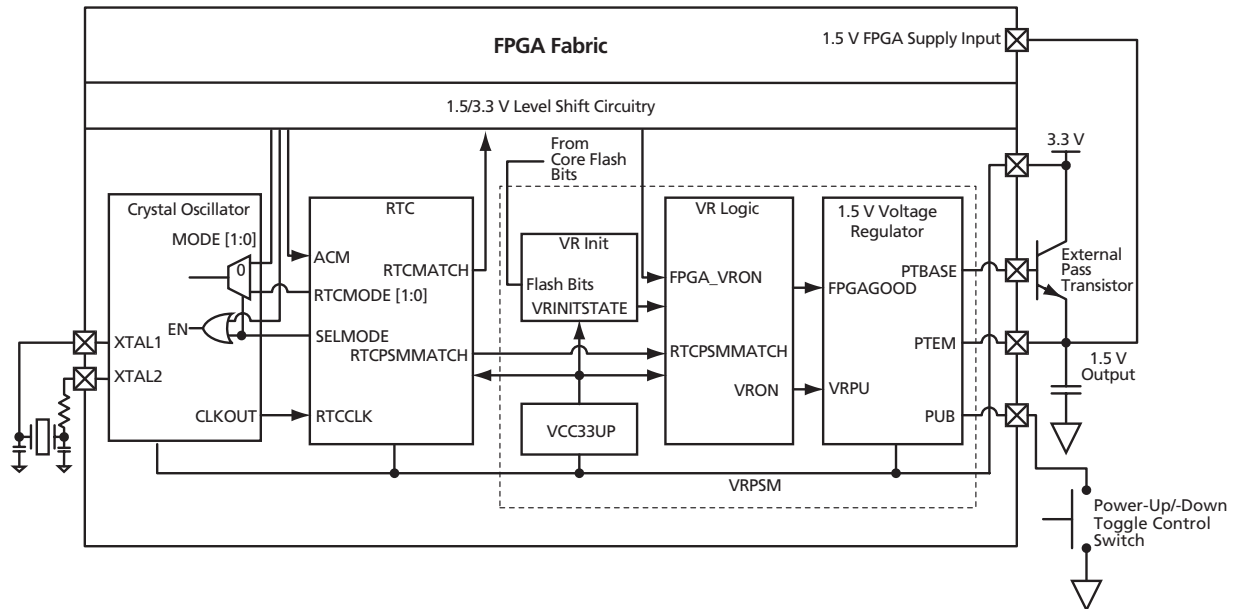 FPGA Fabric
1.5 V FPGA Supply Input
1.5/3.3 V Level Shift Circuitry
From
Core Flash
Bits
3.3 V
Crystal Oscillator
MODE [1:0]
0
EN
XTAL1
XTAL2
CLKOUT
RTC
ACM
RTCMATCH
RTCMODE [1:0]
SELMODE
RTCPSMMATCH
RTCCLK
VR Init
Flash Bits
VRINITSTATE
VCC33UP
VR Logic
FPGA_VRON
RTCPSMMATCH
VRON
1.5 V Voltage
Regulator
PTBASE
FPGAGOOD
PTEM
VRPU
PUB
VRPSM
External
Pass
Transistor
1.5 V
Output
Power-Up/-Down
Toggle Control
Switch